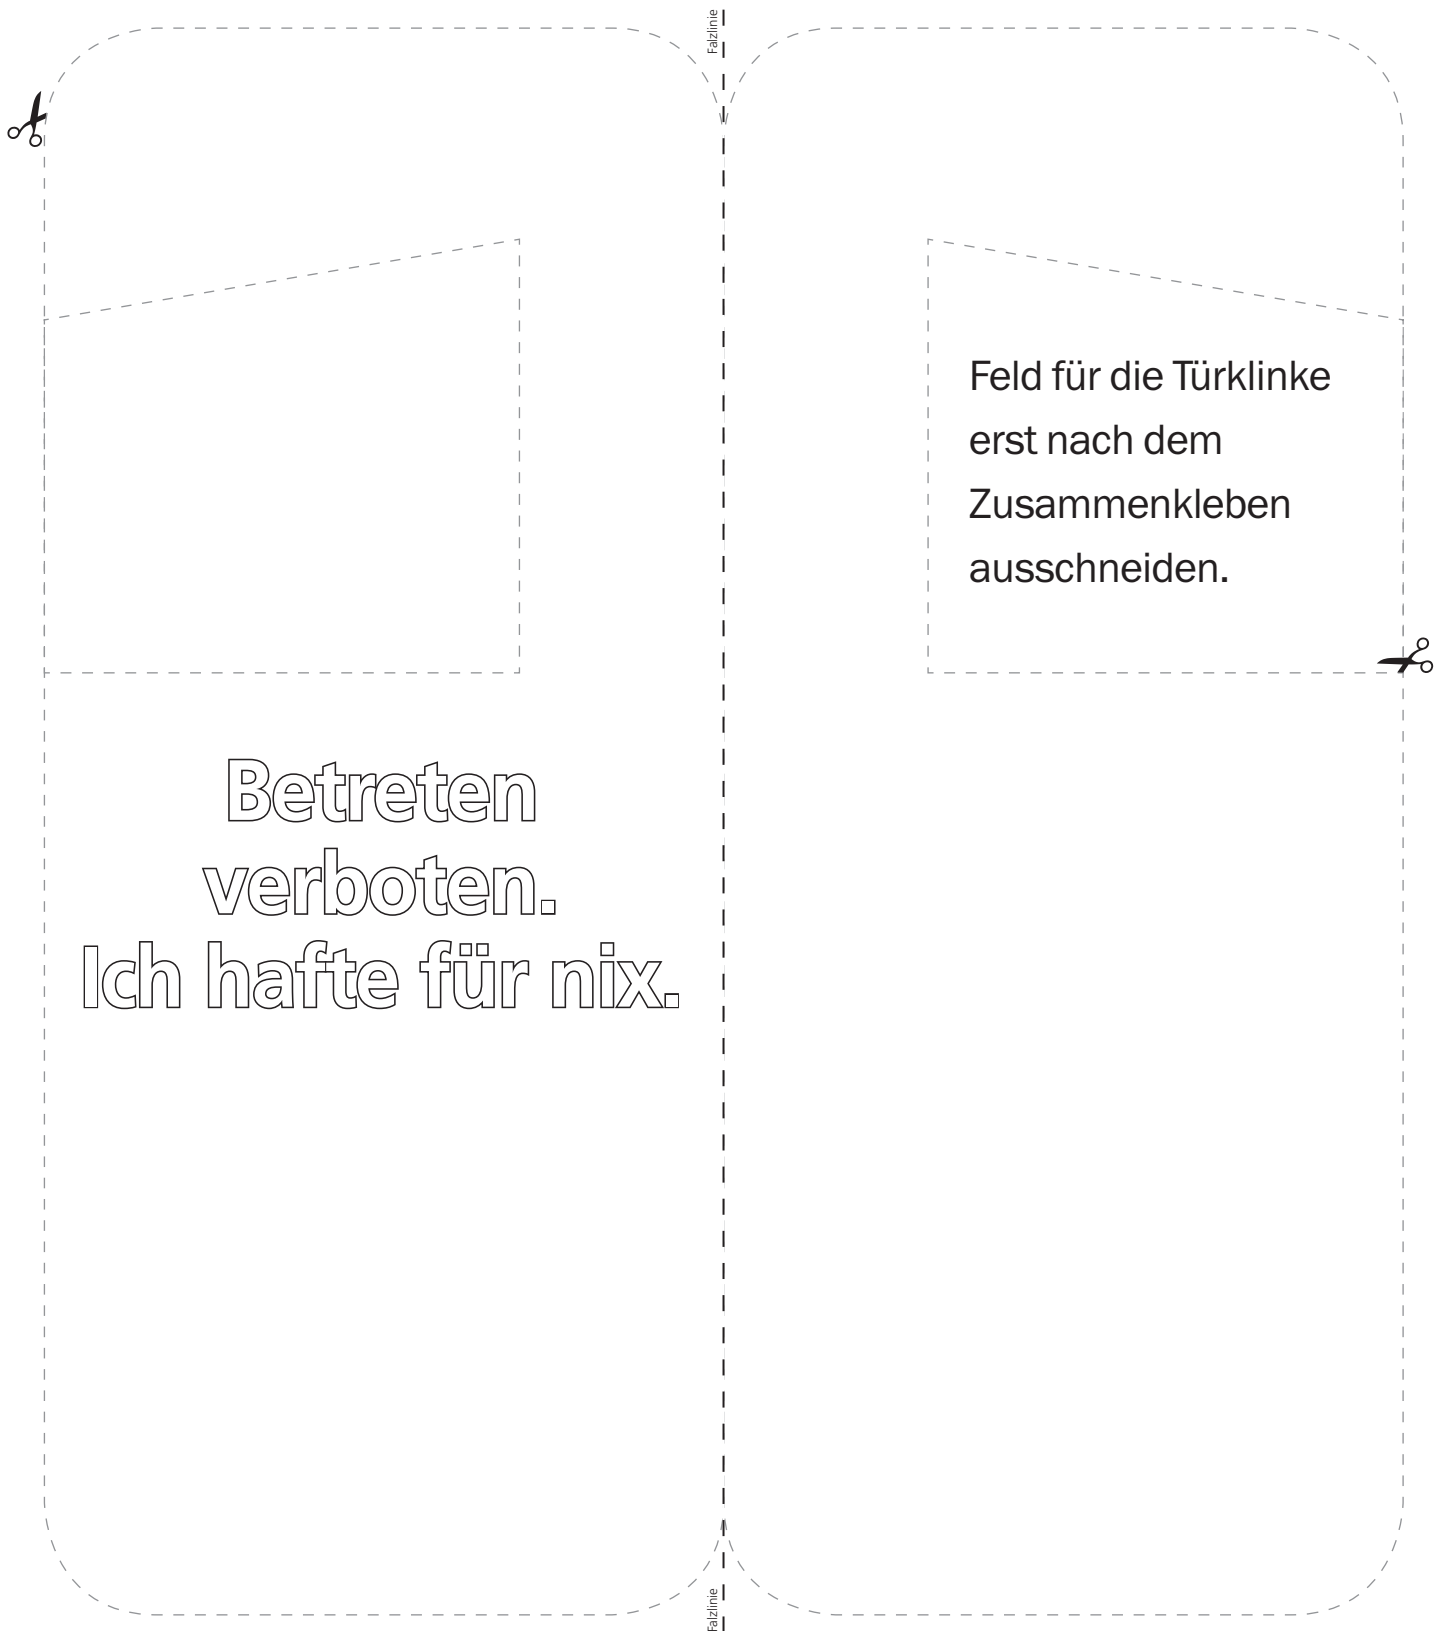 Falzlinie
Feld für die Türklinke
erst nach dem
Zusammenkleben
ausschneiden.
Betreten
verboten.
Ich hafte für nix.
Falzlinie